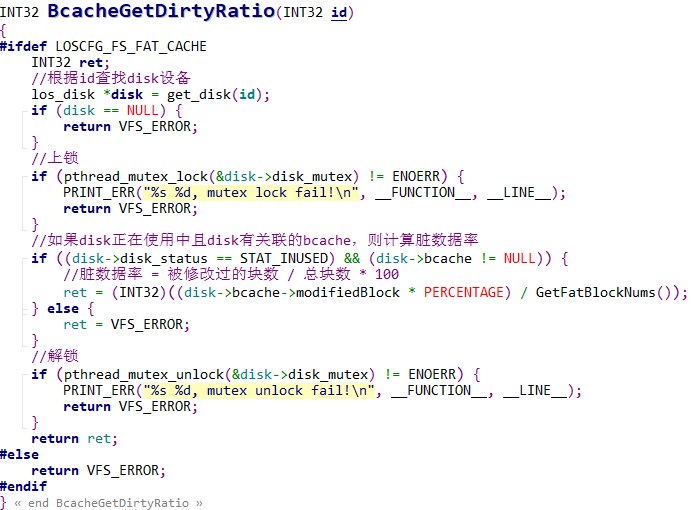 INT32 BcacheGetDirtyRatio(INT32 id)
{
#ifdef LOSCFG_FS_FAT_CACHE
    INT32 ret;
    //根据id查找disk设备
    los_disk *disk = get_disk(id);
    if (disk == NULL) {
        return VFS_ERROR;
    }
    //上锁
    if (pthread_mutex_lock(&disk->disk_mutex) != ENOERR) {
        PRINT_ERR("%s %d, mutex lock fail!\n", __FUNCTION__, __LINE__);
        return VFS_ERROR;
    }
    //如果disk正在使用中且disk有关联的bcache，则计算脏数据率
    if ((disk->disk_status == STAT_INUSED) && (disk->bcache != NULL)) {
        //脏数据率 = 被修改过的块数 / 总块数 * 100
        ret = (INT32)((disk->bcache->modifiedBlock * PERCENTAGE) / GetFatBlockNums());
    } else {
        ret = VFS_ERROR;
    }
    //解锁
    if (pthread_mutex_unlock(&disk->disk_mutex) != ENOERR) {
        PRINT_ERR("%s %d, mutex unlock fail!\n", __FUNCTION__, __LINE__);
        return VFS_ERROR;
    }
    return ret;
#else
    return VFS_ERROR;
#endif
} « end BcacheGetDirtyRatio »